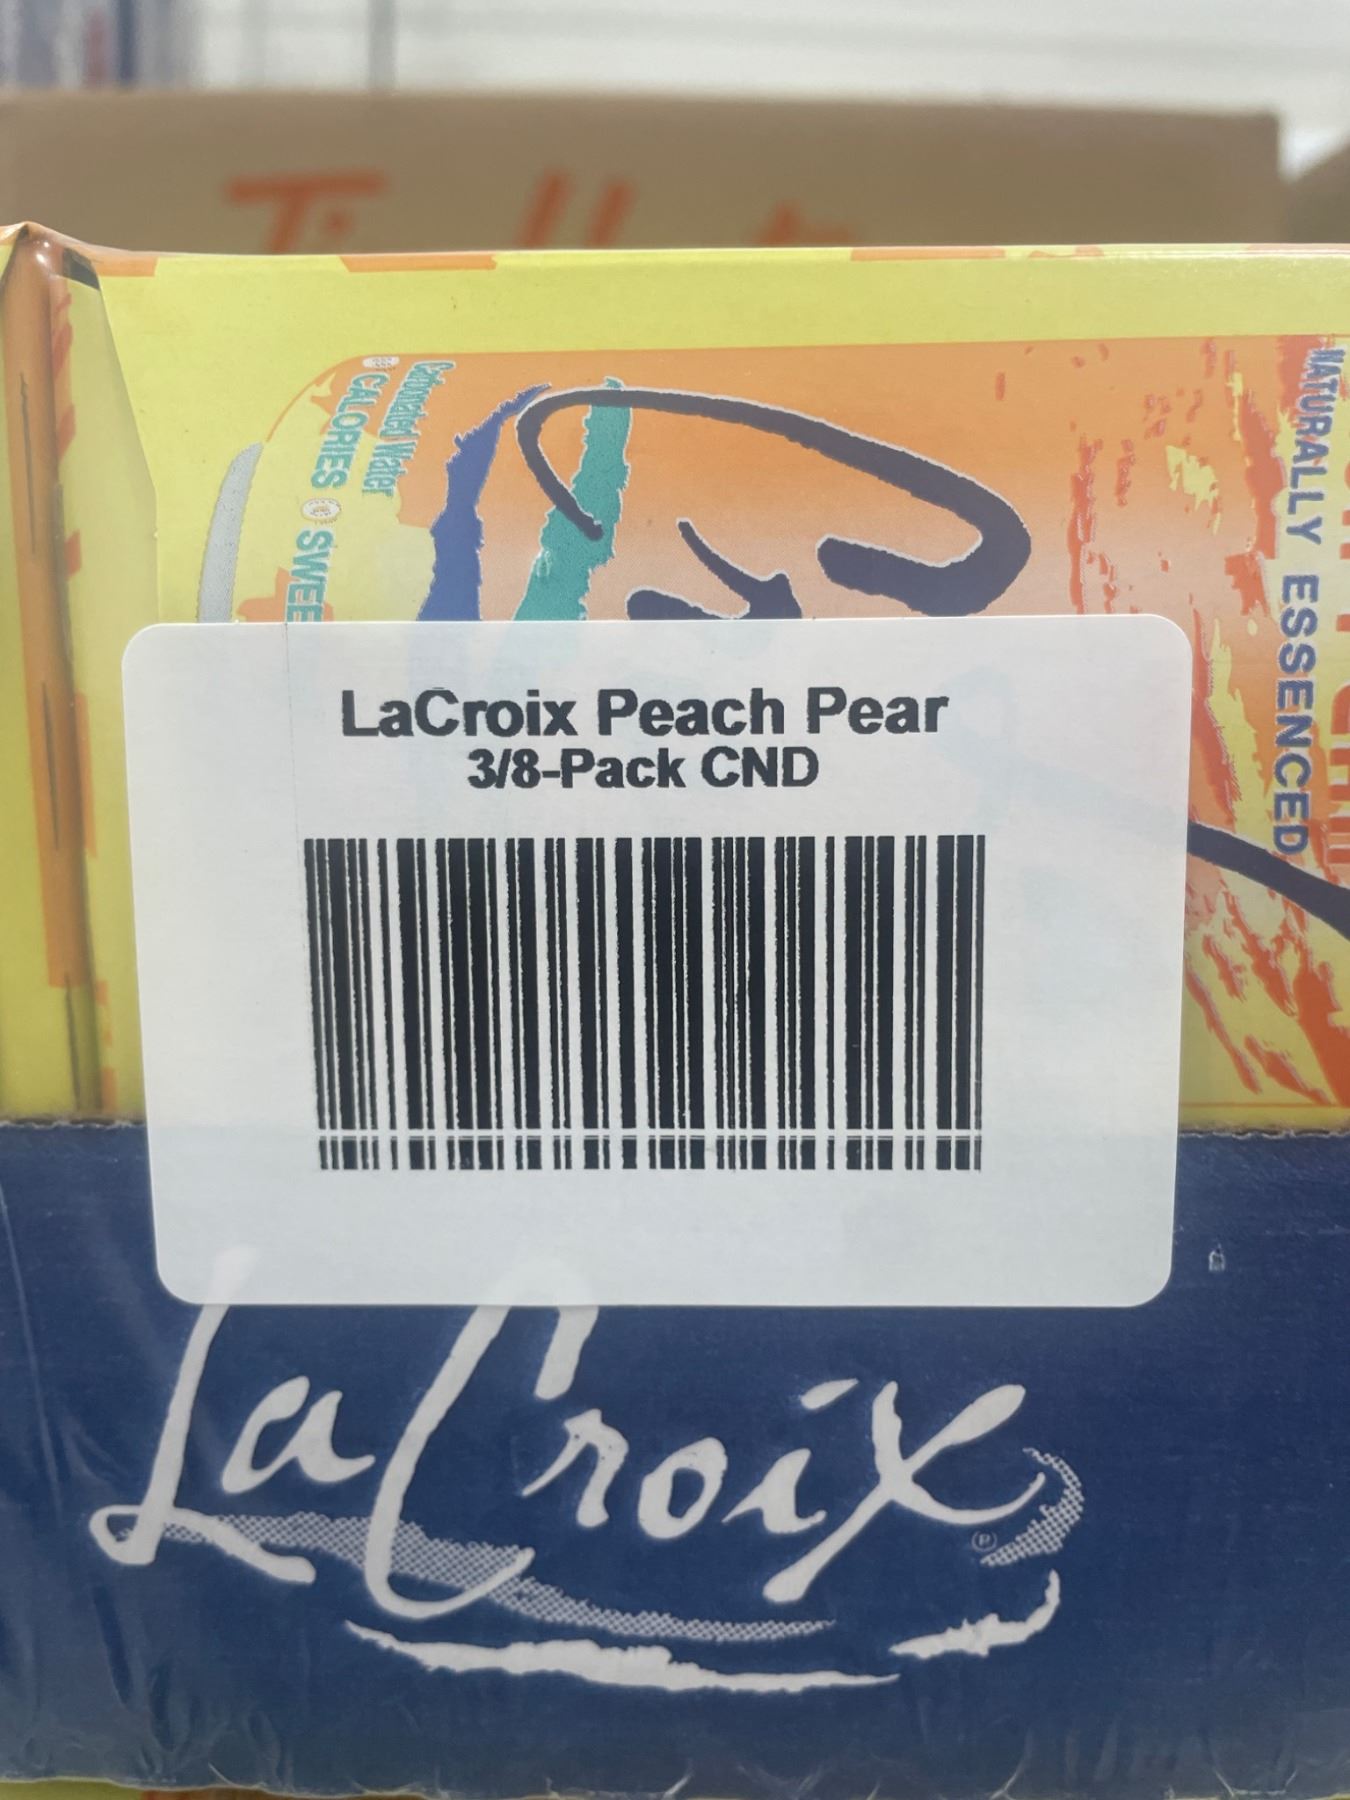 Carbonated Water
CALORIES
SWEE
NATURALLY ESSENCED
LaCroix Peach Pear
3/8-Pack CND
LaCroix
®